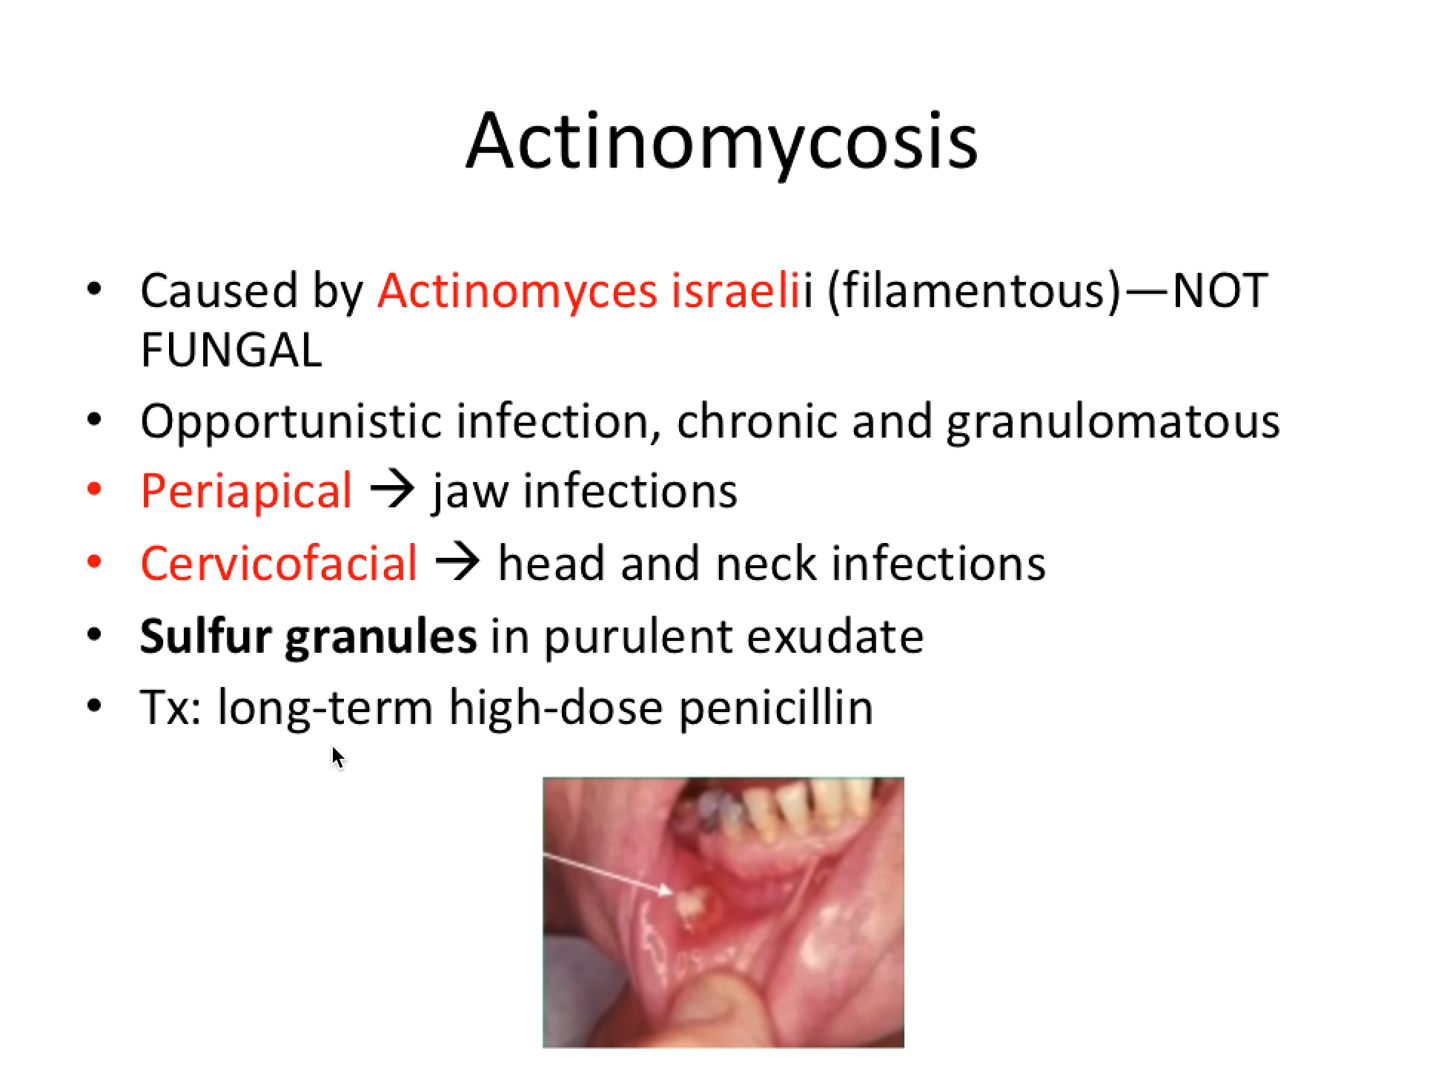 Actinomycosis
• Caused by Actinomyces israelii (filamentous)—NOT
FUNGAL
• Opportunistic infection, chronic and granulomatous
• Periapical → jaw infections
• Cervicofacial → head and neck infections
• Sulfur granules in purulent exudate
• Tx: long-term high-dose penicillin